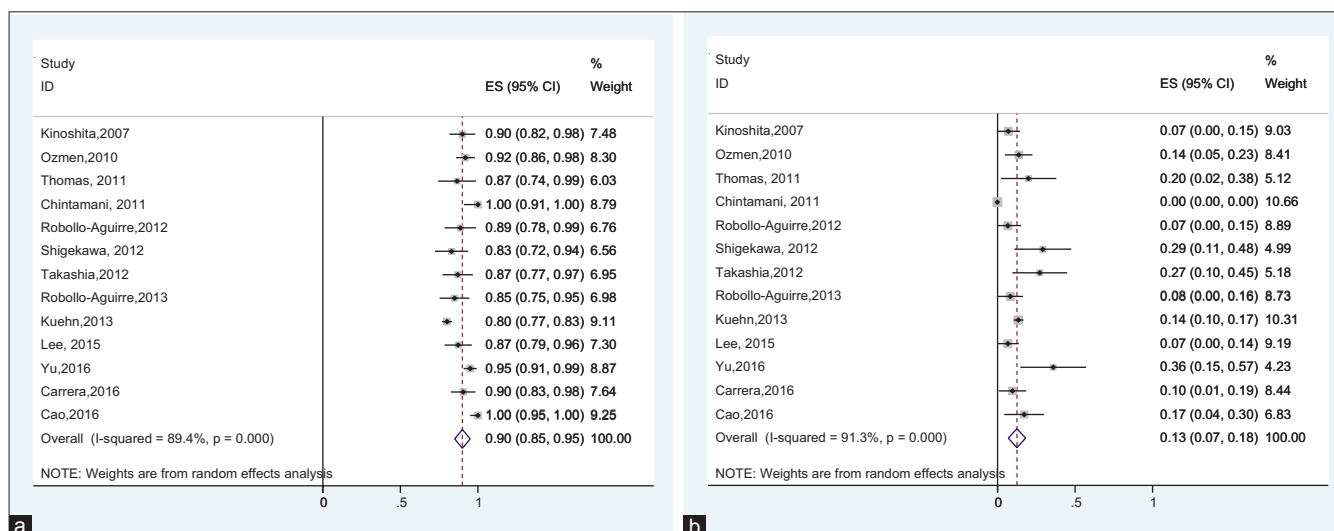 Study %
ID ES (95% CI) Weight
Kinoshita,2007 0.90 (0.82, 0.98) 7.48
Ozmen,2010 0.92 (0.86, 0.98) 8.30
Thomas, 2011 0.87 (0.74, 0.99) 6.03
Chintamani, 2011 1.00 (0.91, 1.00) 8.79
Robollo-Aguirre,2012 0.89 (0.78, 0.99) 6.76
Shigekawa, 2012 0.83 (0.72, 0.94) 6.56
Takashia,2012 0.87 (0.77, 0.97) 6.95
Robollo-Aguirre,2013 0.85 (0.75, 0.95) 6.98
Kuehn,2013 0.80 (0.77, 0.83) 9.11
Lee, 2015 0.87 (0.79, 0.96) 7.30
Yu,2016 0.95 (0.91, 0.99) 8.87
Carrera,2016 0.90 (0.83, 0.98) 7.64
Cao,2016 1.00 (0.95, 1.00) 9.25
Overall (I-squared = 89.4%, p = 0.000) 0.90 (0.85, 0.95) 100.00
NOTE: Weights are from random effects analysis
0 .5 1
a
Study %
ID ES (95% CI) Weight
Kinoshita,2007 0.07 (0.00, 0.15) 9.03
Ozmen,2010 0.14 (0.05, 0.23) 8.41
Thomas, 2011 0.20 (0.02, 0.38) 5.12
Chintamani, 2011 0.00 (0.00, 0.00) 10.66
Robollo-Aguirre,2012 0.07 (0.00, 0.15) 8.89
Shigekawa, 2012 0.29 (0.11, 0.48) 4.99
Takashia,2012 0.27 (0.10, 0.45) 5.18
Robollo-Aguirre,2013 0.08 (0.00, 0.16) 8.73
Kuehn,2013 0.14 (0.10, 0.17) 10.31
Lee, 2015 0.07 (0.00, 0.14) 9.19
Yu,2016 0.36 (0.15, 0.57) 4.23
Carrera,2016 0.10 (0.01, 0.19) 8.44
Cao,2016 0.17 (0.04, 0.30) 6.83
Overall (I-squared = 91.3%, p = 0.000) 0.13 (0.07, 0.18) 100.00
NOTE: Weights are from random effects analysis
0 .5 1
b